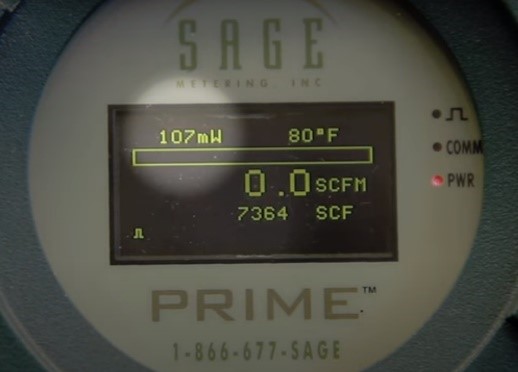 SAGE
METERING, INC
107mW 80°F
0.0 SCFM
7364 SCF
COMM
PWR
PRIME™
1-866-677-SAGE